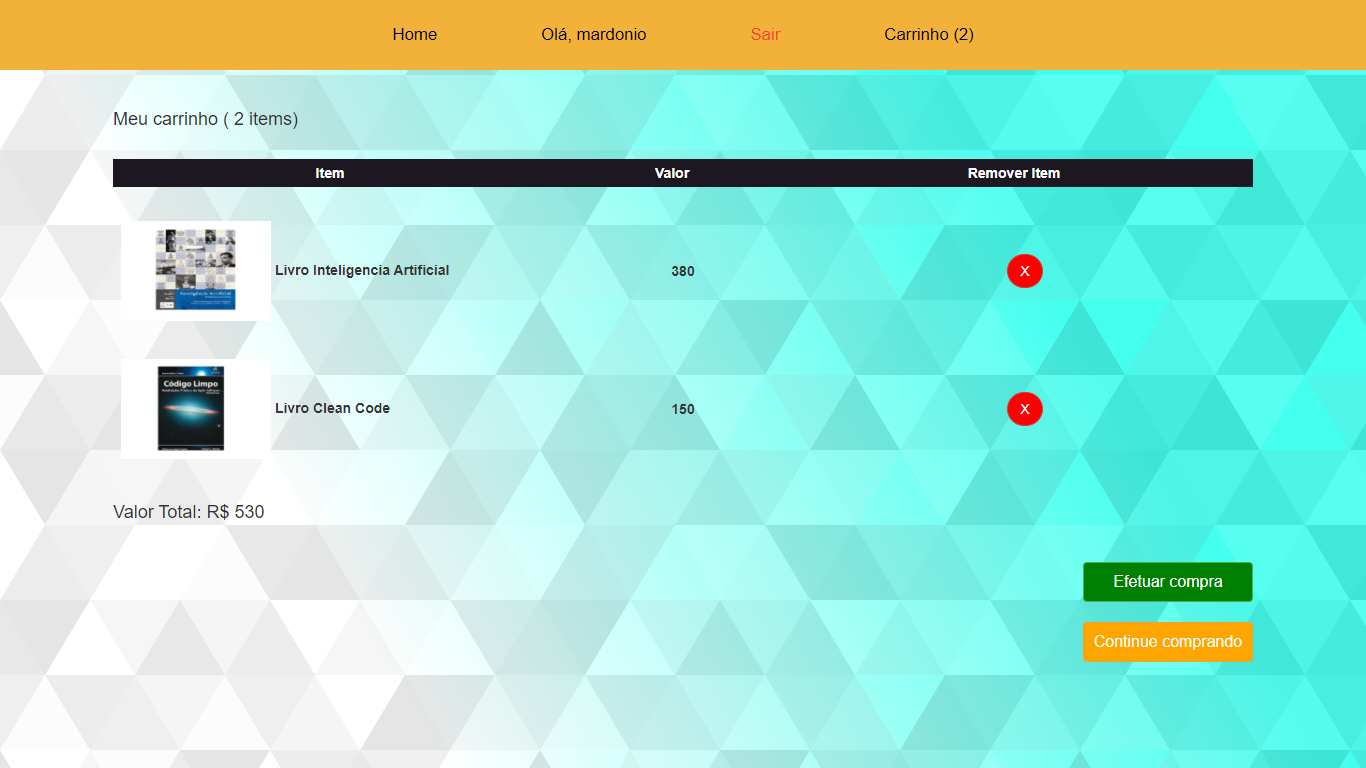 Home Olá, mardonio Sair Carrinho (2)
Meu carrinho ( 2 items)
Item Valor Remover Item
Inteligência Artificial
Livro Inteligencia Artificial 380 X
Código Limpo
Livro Clean Code 150 X
Valor Total: R$ 530
Efetuar compra
Continue comprando